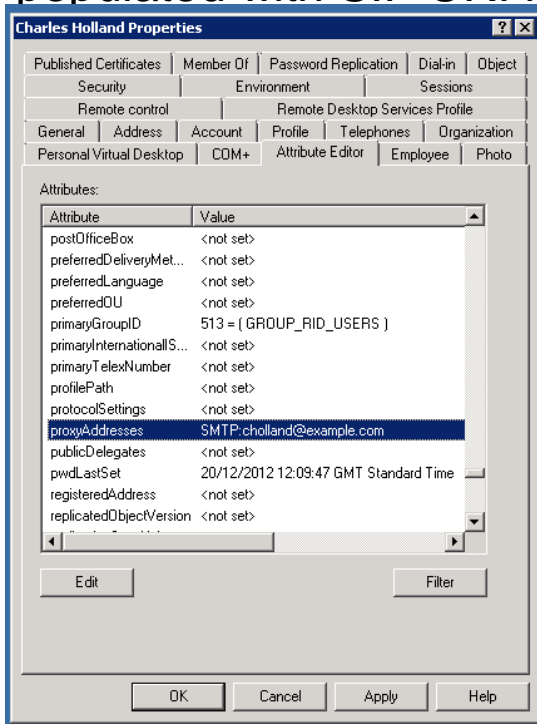 Charles Holland Properties
Published Certificates Member Of Password Replication Dial-in Object
Security Environment Sessions
Remote control Remote Desktop Services Profile
General Address Account Profile Telephones Organization
Personal Virtual Desktop COM+ Attribute Editor Employee Photo
Attributes:
Attribute Value
postOfficeBox <not set>
preferredDeliveryMet... <not set>
preferredLanguage <not set>
preferredOU <not set>
primaryGroupID 513 = ( GROUP_RID_USERS )
primaryInternationalIS... <not set>
primaryTelexNumber <not set>
profilePath <not set>
protocolSettings <not set>
proxyAddresses SMTP:cholland@example.com
publicDelegates <not set>
pwdLastSet 20/12/2012 12:09:47 GMT Standard Time
registeredAddress <not set>
replicatedObjectVersion <not set>
Edit Filter
OK Cancel Apply Help